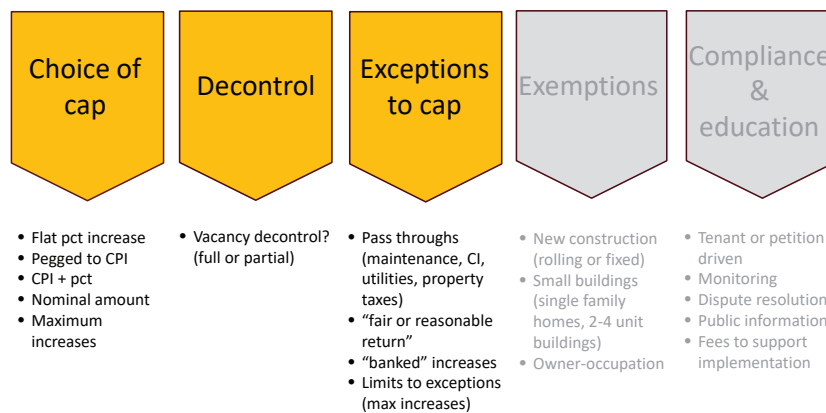 Choice of
cap
Decontrol
Exceptions
to cap
Exemptions
Compliance
&
education
• Flat pct increase
• Pegged to CPI
• CPI + pct
• Nominal amount
• Maximum
increases
• Vacancy decontrol?
(full or partial)
• Pass throughs
(maintenance, CI,
utilities, property
taxes)
• “fair or reasonable
return”
• “banked” increases
• Limits to exceptions
(max increases)
• New construction
(rolling or fixed)
• Small buildings
(single family
homes, 2-4 unit
buildings)
• Owner-occupation
• Tenant or petition
driven
• Monitoring
• Dispute resolution
• Public information
• Fees to support
implementation